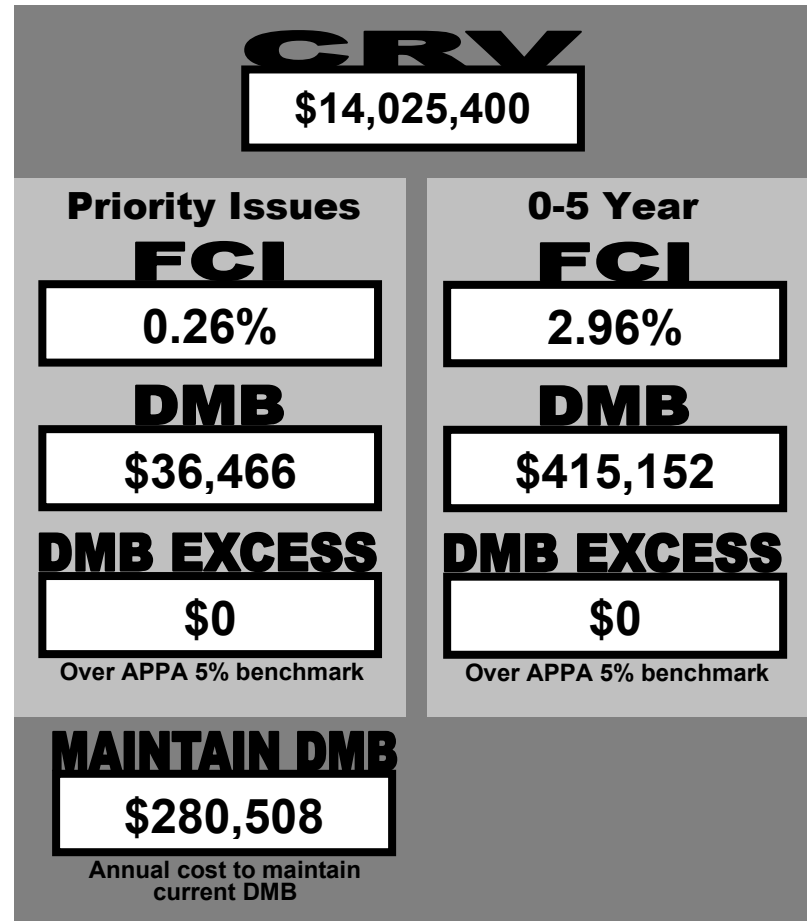 CRV
$14,025,400
Priority Issues
FCI
0.26%
DMB
$36,466
DMB EXCESS
$0
Over APPA 5% benchmark
0-5 Year
FCI
2.96%
DMB
$415,152
DMB EXCESS
$0
Over APPA 5% benchmark
MAINTAIN DMB
$280,508
Annual cost to maintain
current DMB